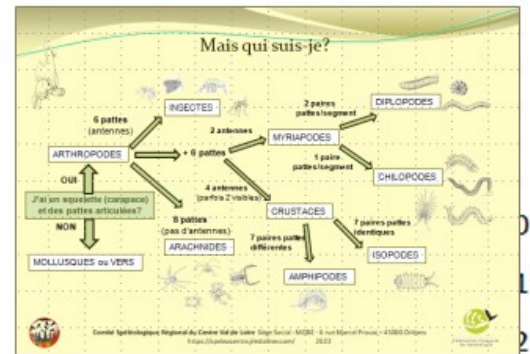 Mais qui suis-je?
6 pattes
(antennes)
INSECTES
2 paires
pattes/segment
DIPLOPODES
2 antennes
MYRIAPODES
ARTHROPODES
+ 6 pattes
1 paire
pattes/segment
CHILOPODES
OUI
J'ai un squelette (carapace)
et des pattes articulées?
NON
4 antennes
(parfois 2 visibles)
CRUSTACES
8 pattes
(pas d'antennes)
ARACHNIDES
7 paires pattes
identiques
7 paires pattes
différentes
ISOPODES
MOLLUSQUES ou VERS
AMPHIPODES
Comité Spéléologique Régional du Centre Val de Loire
2023
1
2